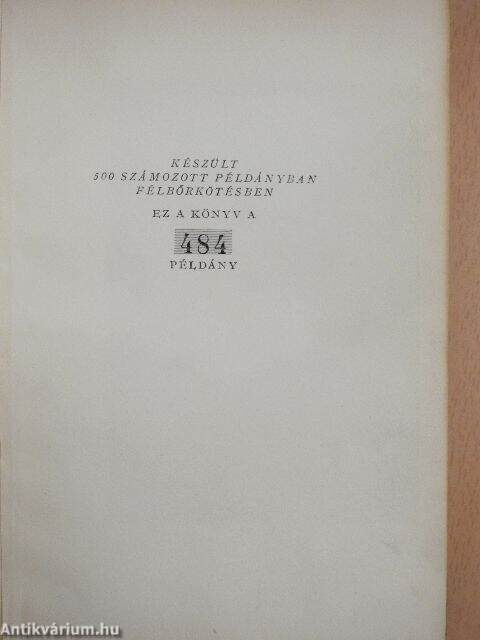 KÉSZÜLT
500 SZÁMOZOTT PÉLDÁNYBAN
FÉLBŐRKÖTÉSBEN
EZ A KÖNYV A
484
PÉLDÁNY
Antikvárium.hu